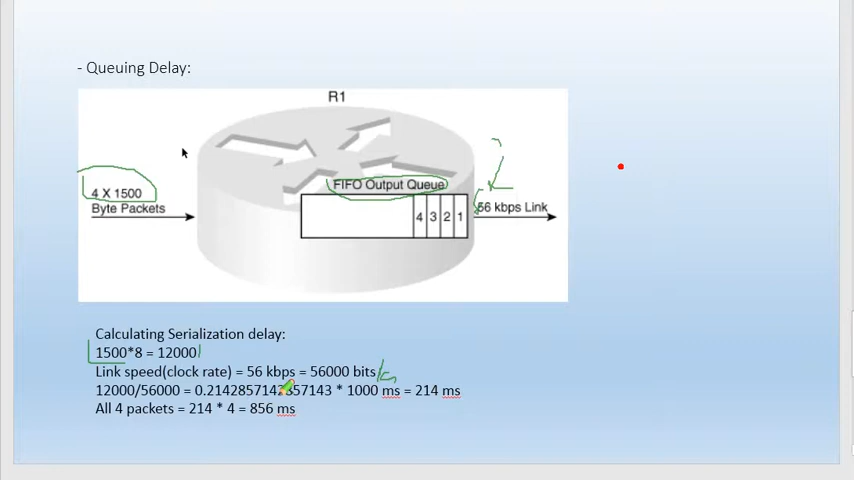 - Queuing Delay:
R1
4 X 1500
Byte Packets
FIFO Output Queue
4 3 2 1
56 kbps Link
Calculating Serialization delay:
1500*8 = 12000
Link speed(clock rate) = 56 kbps = 56000 bits
12000/56000 = 0.2142857142857143 * 1000 ms = 214 ms
All 4 packets = 214 * 4 = 856 ms